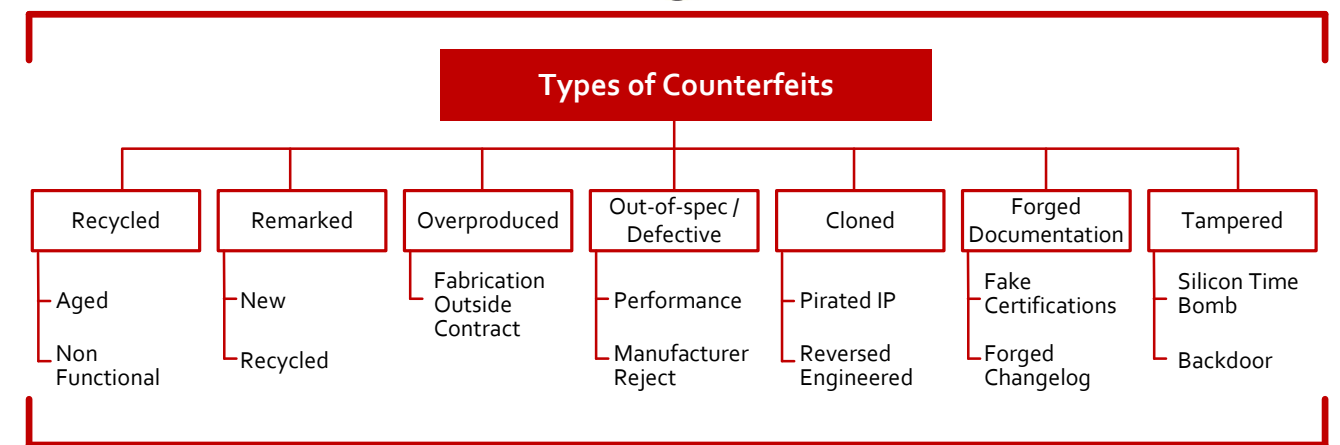 Types of Counterfeits
Recycled
Aged
Non
Functional
Remarked
New
Recycled
Overproduced
Fabrication
Outside
Contract
Out-of-spec /
Defective
Performance
Manufacturer
Reject
Cloned
Pirated IP
Reversed
Engineered
Forged
Documentation
Fake
Certifications
Forged
Changelog
Tampered
Silicon Time
Bomb
Backdoor